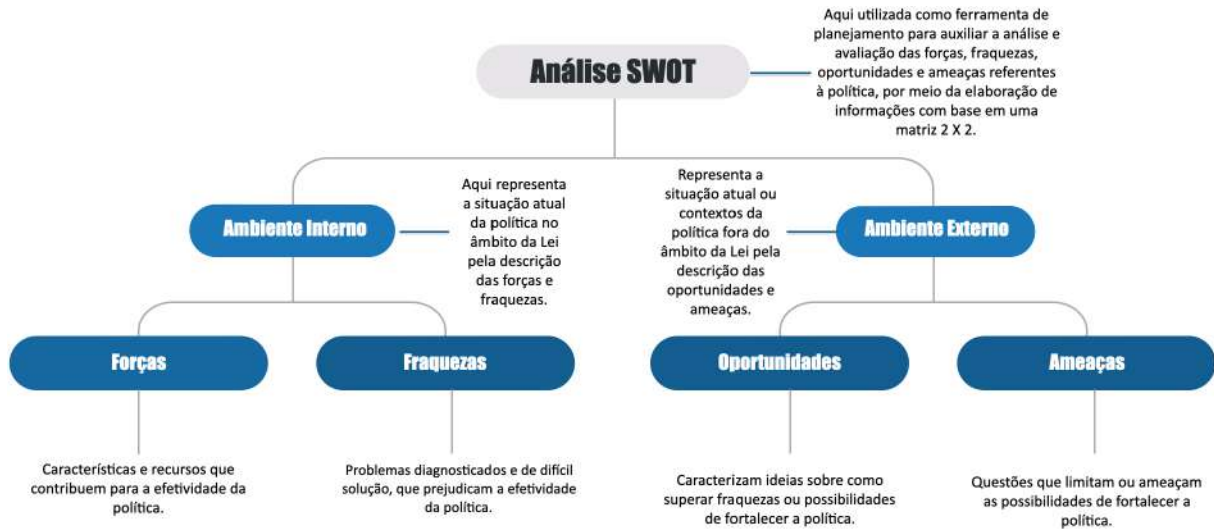 Análise SWOT
Aqui utilizada como ferramenta de
planejamento para auxiliar a análise e
avaliação das forças, fraquezas,
oportunidades e ameaças referentes
à política, por meio da elaboração de
informações com base em uma
matriz 2 X 2.
Ambiente Interno
Aqui representa
a situação atual
da política no
âmbito da Lei
pela descrição
das forças e
fraquezas.
Representa a
situação atual ou
contextos da
política fora do
âmbito da Lei pela
descrição das
oportunidades e
ameaças.
Ambiente Externo
Forças
Fraquezas
Oportunidades
Ameaças
Características e recursos que
contribuem para a efetividade da
política.
Problemas diagnosticados e de difícil
solução, que prejudicam a efetividade
da política.
Caracterizam ideias sobre como
superar fraquezas ou possibilidades
de fortalecer a política.
Questões que limitam ou ameaçam
as possibilidades de fortalecer a
política.